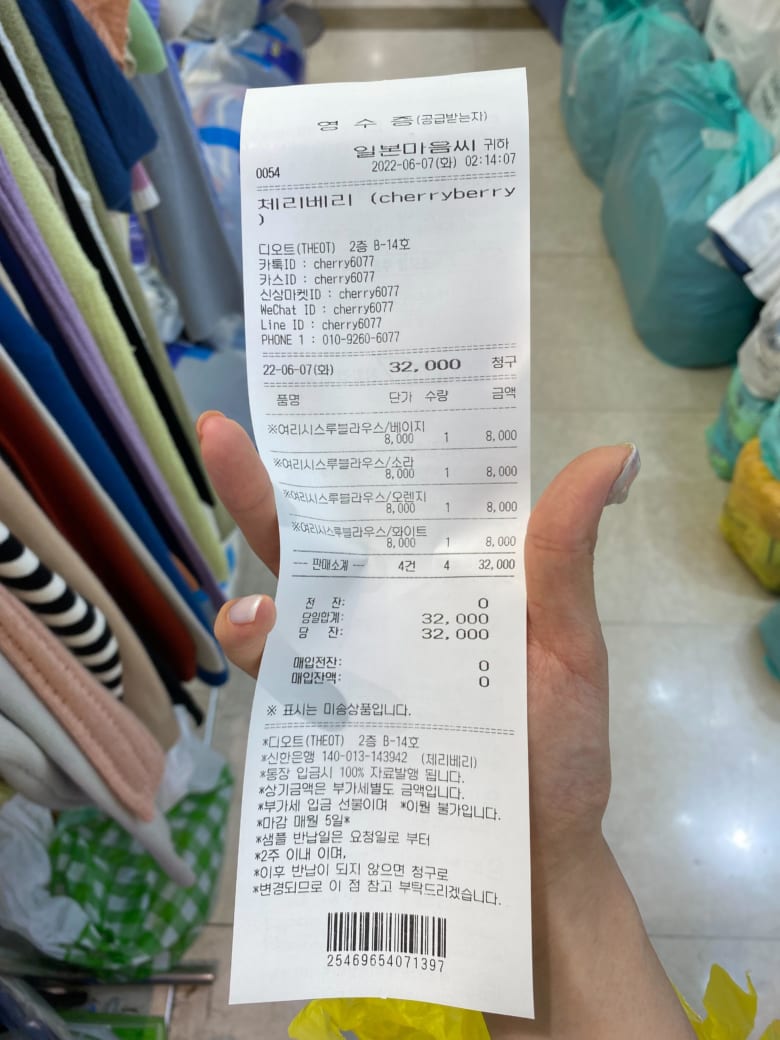 영 수 증(공급받는자)
일본마음씨 귀하
0054 2022-06-07(화) 02:14:07
체리베리 (cherryberry
)
디오트(THEOT) 2층 B-14호
카톡ID : cherry6077
카스ID : cherry6077
신상마켓ID : cherry6077
WeChat ID : cherry6077
Line ID : cherry6077
PHONE 1 : 010-9260-6077
22-06-07(화) 32,000 청구
품명 단가 수량 금액
※여리시스루블라우스/베이지
8,000 1 8,000
※여리시스루블라우스/소라
8,000 1 8,000
※여리시스루블라우스/오렌지
8,000 1 8,000
※여리시스루블라우스/화이트
8,000 1 8,000
--- 판매소계 --- 4건 4 32,000
전 잔: 0
당일합계: 32,000
당 잔: 32,000
매입전잔: 0
매입잔액: 0
※ 표시는 미송상품입니다.
*디오트(THEOT) 2층 B-14호
*신한은행 140-013-143942 (체리베리)
*통장 입금시 100% 자료발행 됩니다.
*상기금액은 부가세별도 금액입니다.
*부가세 입금 선불이며 *이월 불가입니다.
*마감 매월 5일*
*샘플 반납일은 요청일로 부터
*2주 이내 이며,
*이후 반납이 되지 않으면 청구로
*변경되므로 이 점 참고 부탁드리겠습니다.
25469654071397